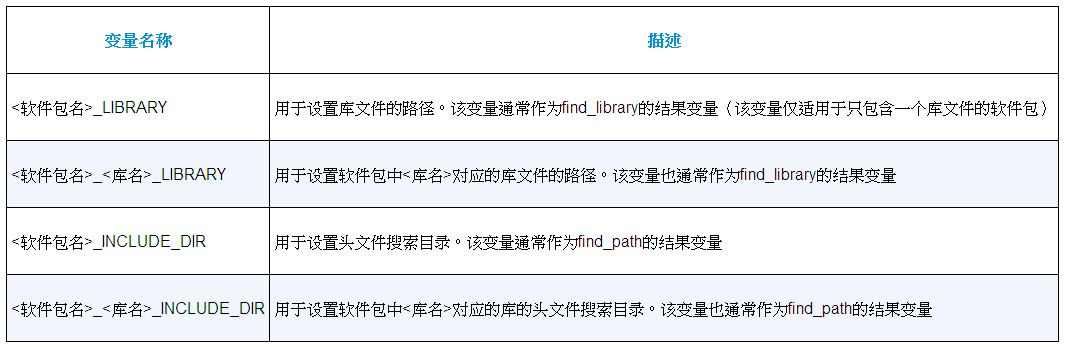 变量名称 描述
<软件包名>_LIBRARY 用于设置库文件的路径。该变量通常作为find_library的结果变量（该变量仅适用于只包含一个库文件的软件包）
<软件包名>_<库名>_LIBRARY 用于设置软件包中<库名>对应的库文件的路径。该变量也通常作为find_library的结果变量
<软件包名>_INCLUDE_DIR 用于设置头文件搜索目录。该变量通常作为find_path的结果变量
<软件包名>_<库名>_INCLUDE_DIR 用于设置软件包中<库名>对应的库的头文件搜索目录。该变量也通常作为find_path的结果变量